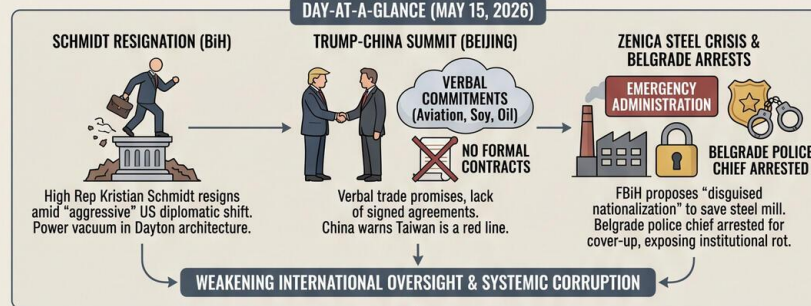 DAY-AT-A-GLANCE (MAY 15, 2026)
SCHMIDT RESIGNATION (BiH)
High Rep Kristian Schmidt resigns
amid "aggressive" US diplomatic shift.
Power vacuum in Dayton architecture.
TRUMP-CHINA SUMMIT (BEIJING)
VERBAL
COMMITMENTS
(Aviation, Soy, Oil)
NO FORMAL
CONTRACTS
Verbal trade promises, lack
of signed agreements.
China warns Taiwan is a red line.
ZENICA STEEL CRISIS &
BELGRADE ARRESTS
EMERGENCY
ADMINISTRATION
BELGRADE POLICE
CHIEF ARRESTED
FBiH proposes "disguised
nationalization" to save steel mill.
Belgrade police chief arrested for
cover-up, exposing institutional rot.
WEAKENING INTERNATIONAL OVERSIGHT & SYSTEMIC CORRUPTION